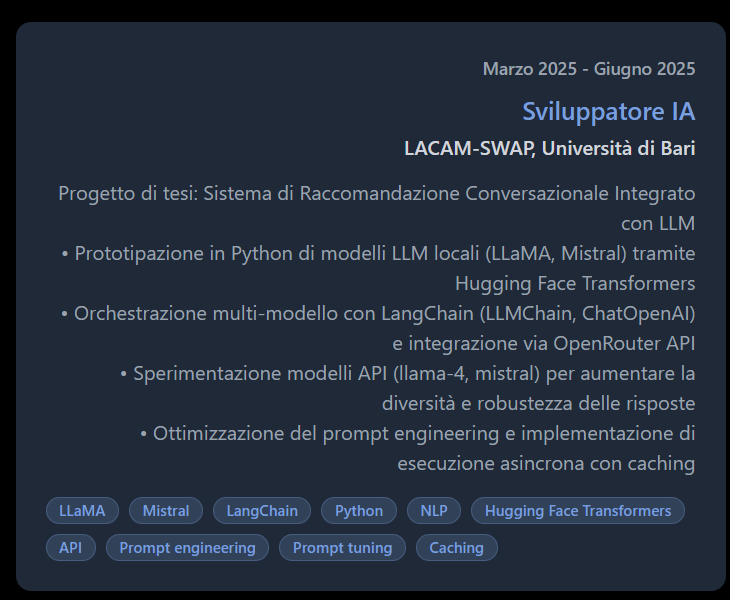 Marzo 2025 - Giugno 2025
Sviluppatore IA
LACAM-SWAP, Università di Bari
Progetto di tesi: Sistema di Raccomandazione Conversazionale Integrato
con LLM
• Prototipazione in Python di modelli LLM locali (LLaMA, Mistral) tramite
Hugging Face Transformers
• Orchestrazione multi-modello con LangChain (LLMChain, ChatOpenAI)
e integrazione via OpenRouter API
• Sperimentazione modelli API (llama-4, mistral) per aumentare la
diversità e robustezza delle risposte
• Ottimizzazione del prompt engineering e implementazione di
esecuzione asincrona con caching
LLaMA Mistral LangChain Python NLP Hugging Face Transformers
API Prompt engineering Prompt tuning Caching